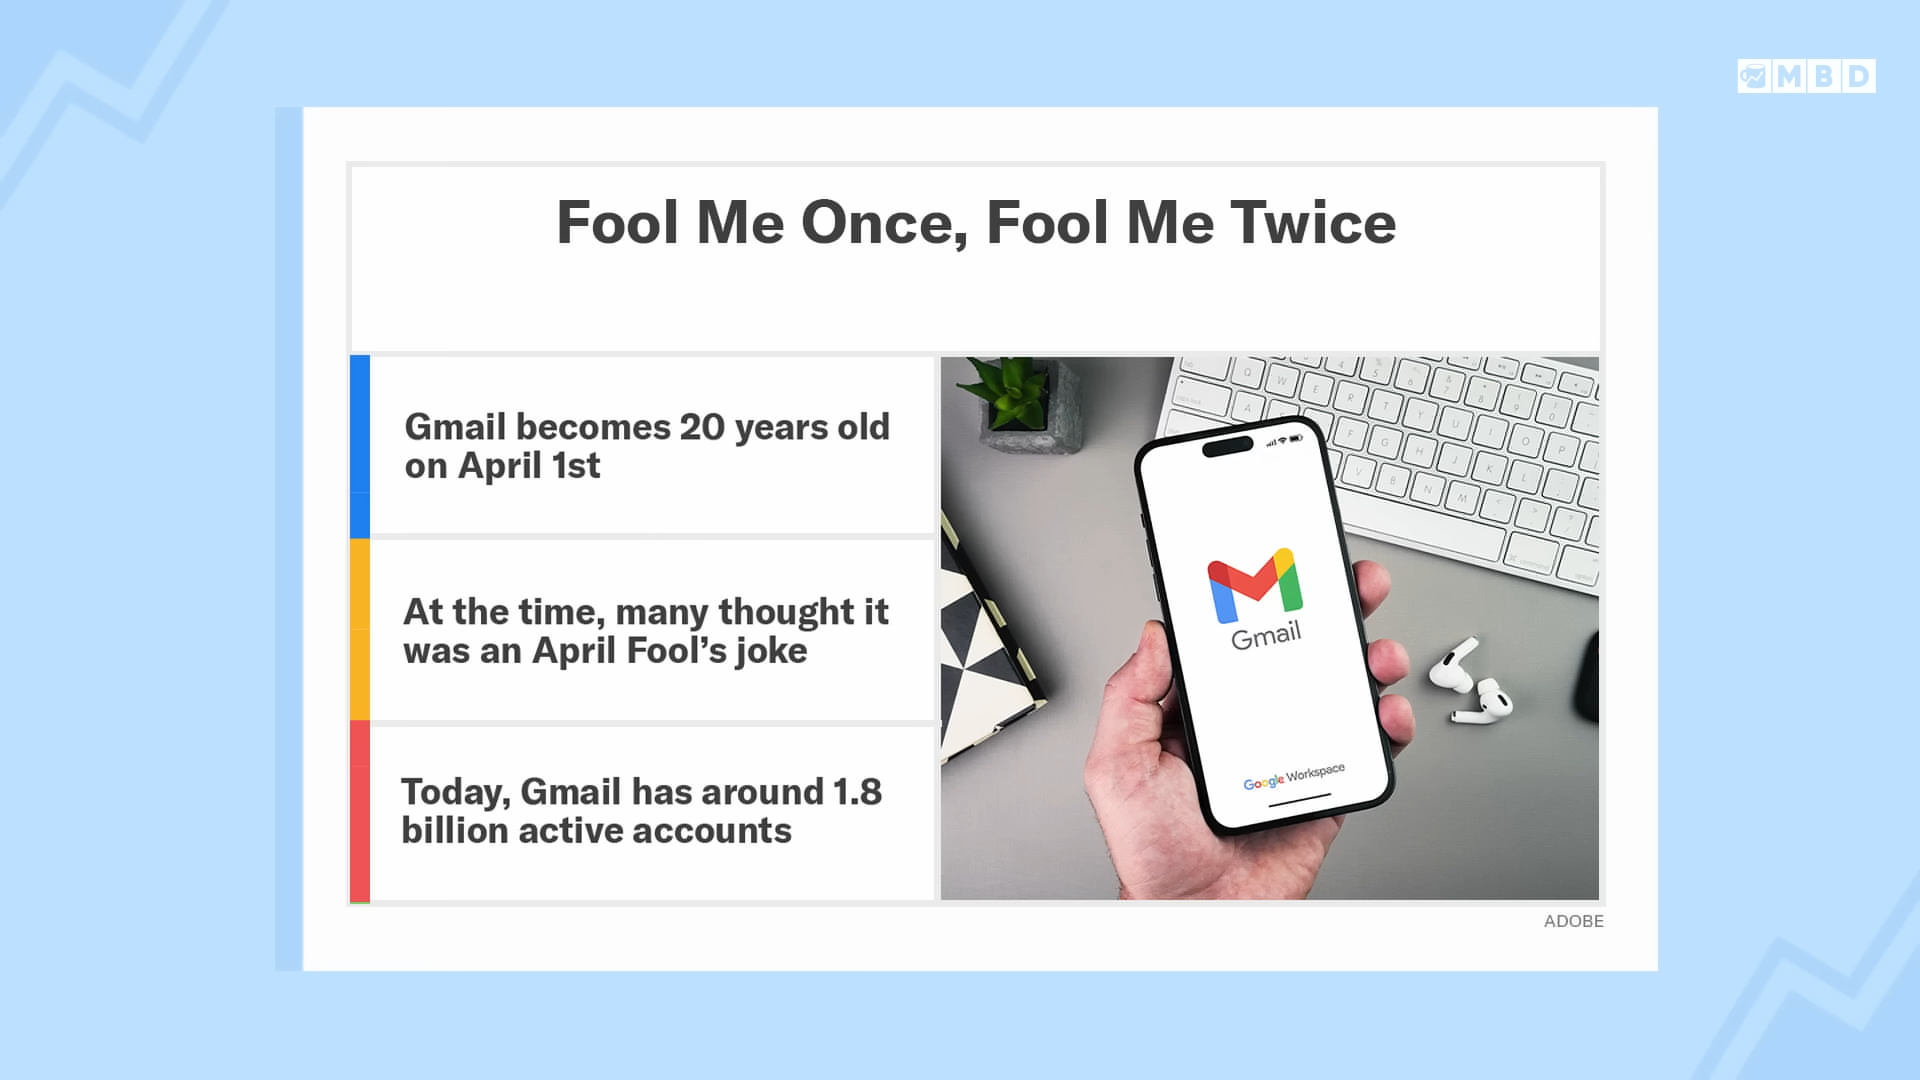 MBD
Fool Me Once, Fool Me Twice
Gmail becomes 20 years old
on April 1st
At the time, many thought it
was an April Fool’s joke
Today, Gmail has around 1.8
billion active accounts
Gmail
Google Workspace
ADOBE